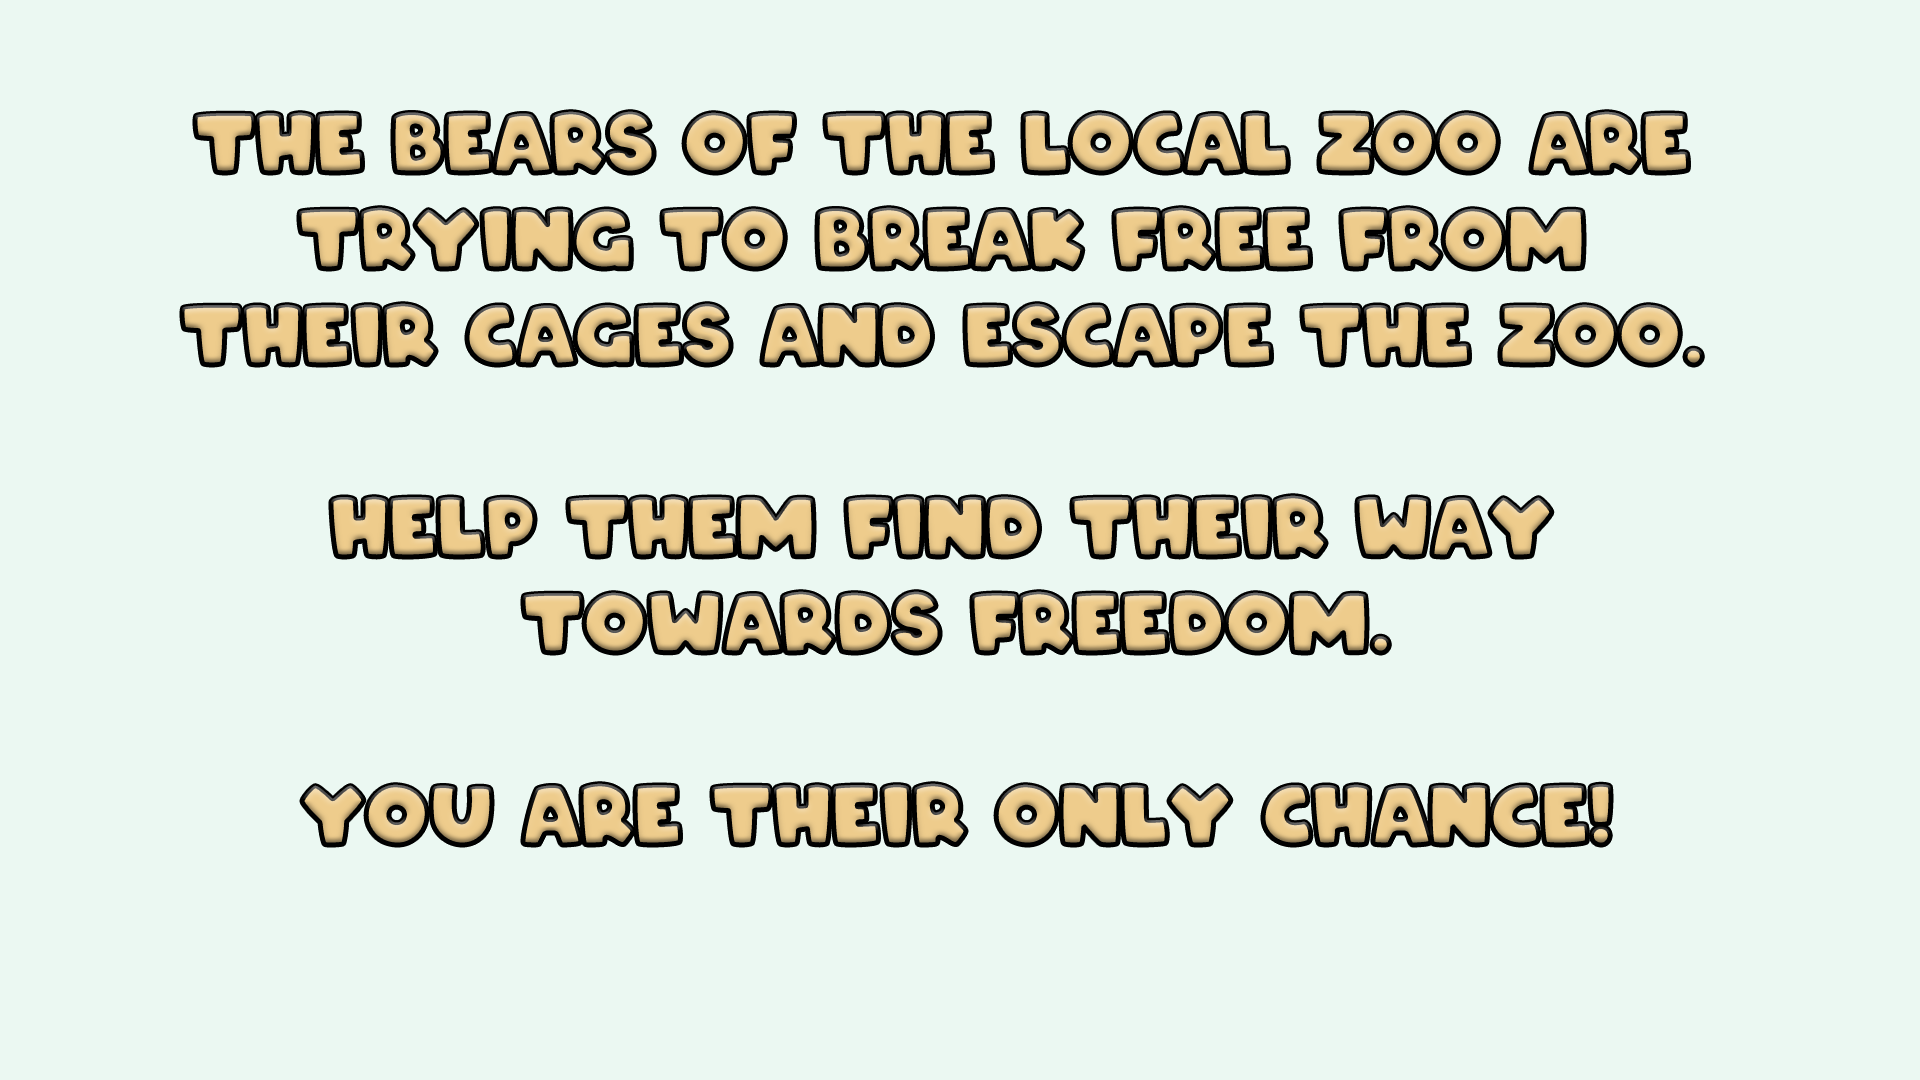 THE BEARS OF THE LOCAL ZOO ARE
TRYING TO BREAK FREE FROM
THEIR CAGES AND ESCAPE THE ZOO.
HELP THEM FIND THEIR WAY
TOWARDS FREEDOM.
YOU ARE THEIR ONLY CHANCE!